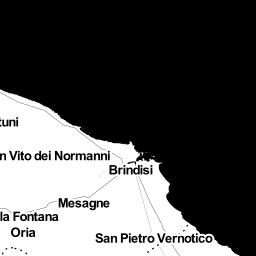 tuni
n Vito dei Normanni
Brindisi
Mesagne
la Fontana
Oria
San Pietro Vernotico